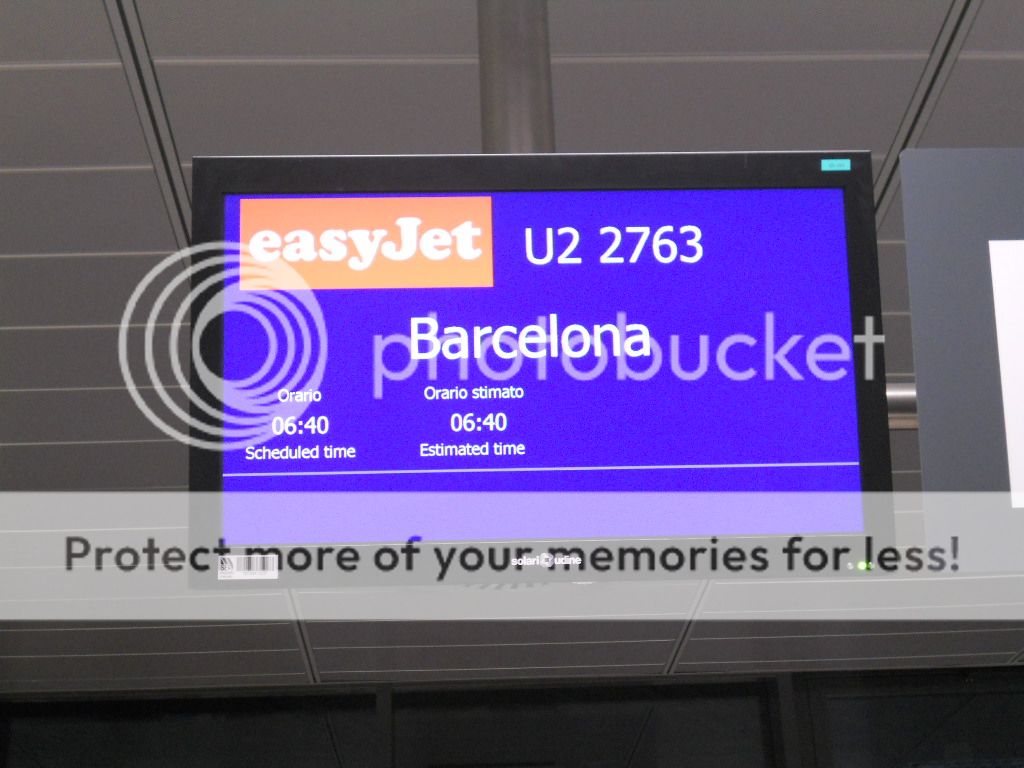 easyJet U2 2763
Barcelona
photobucket
Orario Orario stimato
06:40 06:40
Scheduled time Estimated time
Protect more of your memories for less!
solari udine